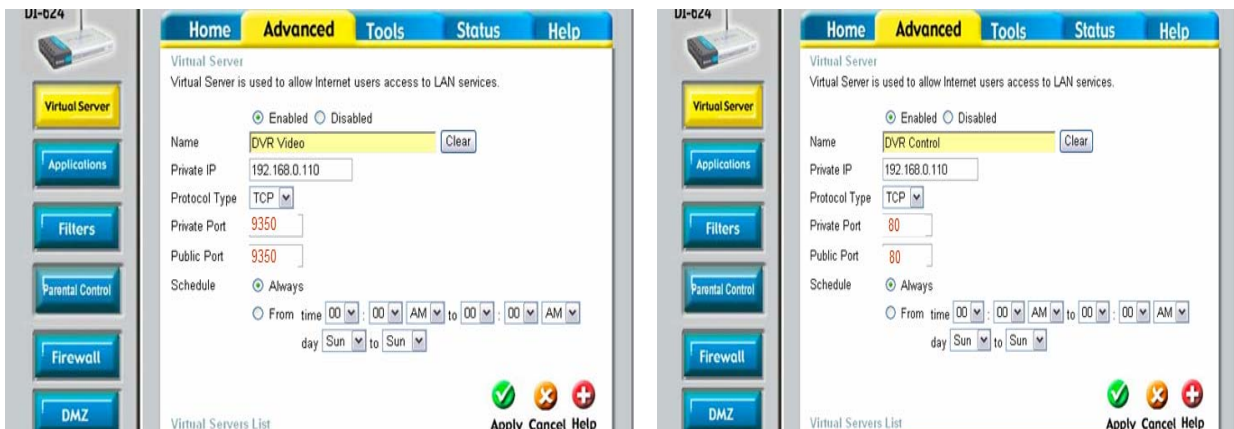 DI-624
Home Advanced Tools Status Help
Virtual Server
Virtual Server is used to allow Internet users access to LAN services.
Virtual Server
Enabled Disabled
Name DVR Video Clear
Applications
Private IP 192.168.0.110
Protocol Type TCP
Filters
Private Port 9350
Public Port 9350
Parental Control
Schedule Always
From time 00 : 00 AM to 00 : 00 AM
day Sun to Sun
Firewall
DMZ
Apply Cancel Help
Virtual Servers List
DI-624
Home Advanced Tools Status Help
Virtual Server
Virtual Server is used to allow Internet users access to LAN services.
Virtual Server
Enabled Disabled
Name DVR Control Clear
Applications
Private IP 192.168.0.110
Protocol Type TCP
Filters
Private Port 80
Public Port 80
Parental Control
Schedule Always
From time 00 : 00 AM to 00 : 00 AM
day Sun to Sun
Firewall
DMZ
Apply Cancel Help
Virtual Servers List